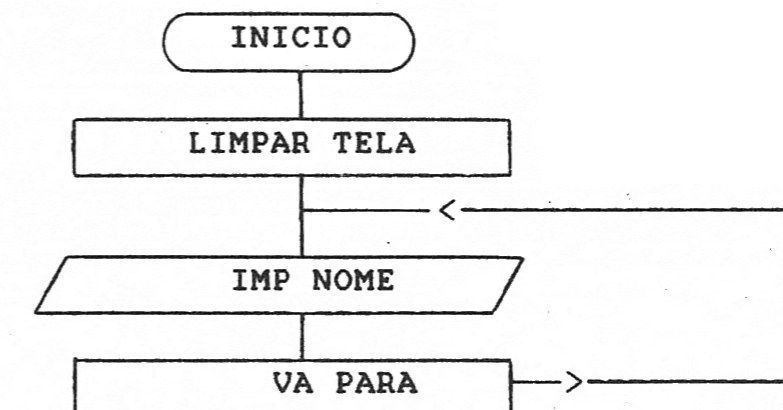 INICIO
LIMPAR TELA
<
IMP NOME
VA PARA
>